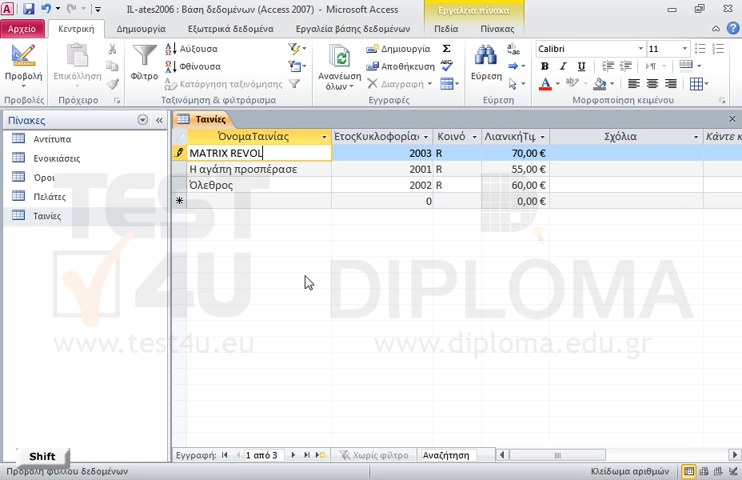 IL-ates2006 : Βάση δεδομένων (Access 2007) - Microsoft Access
Εργαλεία πίνακα
Αρχείο Κεντρική Δημιουργία Εξωτερικά δεδομένα Εργαλεία βάσης δεδομένων Πεδία Πίνακας
Προβολή
Προβολές
Επικόλληση
Πρόχειρο
Φίλτρο
Αύξουσα
Φθίνουσα
Κατάργηση ταξινόμησης
Ταξινόμηση & φιλτράρισμα
Ανανέωση όλων
Δημιουργία
Αποθήκευση
Διαγραφή
Εγγραφές
Εύρεση
Εύρεση
Calibri 11
B I U
Μορφοποίηση κειμένου
Πίνακες
Αντίτυπα
Ενοικιάσεις
Όροι
Πελάτες
Ταινίες
Ταινίες
ΌνομαΤαινίας ΈτοςΚυκλοφορία Κοινό ΛιανικήΤιμ Σχόλια Κάντε κ
MATRIX REVOL 2003 R 70,00 €
Η αγάπη προσπέρασε 2001 R 55,00 €
Όλεθρος 2002 R 60,00 €
0 0,00 €
TEST 4U
DIPLOMA
www.test4u.eu
www.diploma.edu.gr
Εγγραφή: 1 από 3 Χωρίς φίλτρο Αναζήτηση
Shift
Προβολή φύλλου δεδομένων Κλείδωμα αριθμών